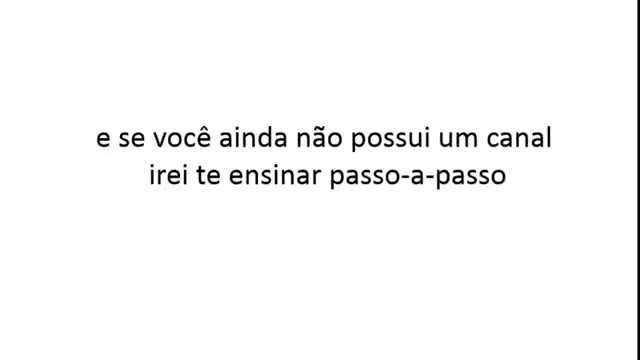 e se você ainda não possui um canal
irei te ensinar passo-a-passo